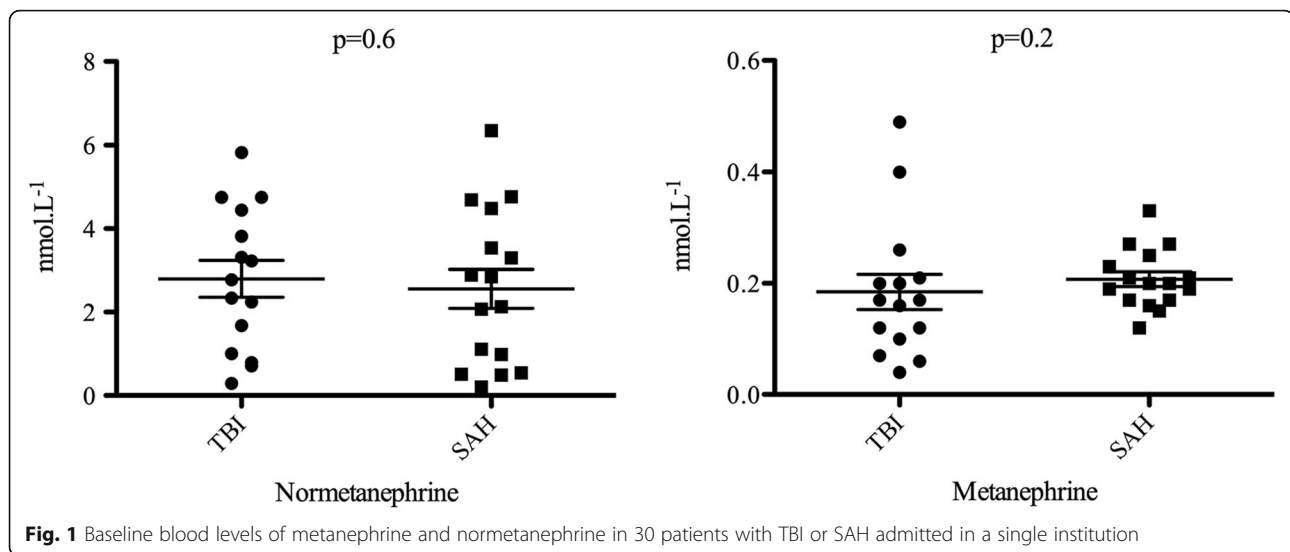 p=0.6
8
6
4
2
0
nmol.L-1
TBI
SAH
Normetanephrine
p=0.2
0.6
0.4
0.2
0.0
nmol.L-1
TBI
SAH
Metanephrine
Fig. 1 Baseline blood levels of metanephrine and normetanephrine in 30 patients with TBI or SAH admitted in a single institution